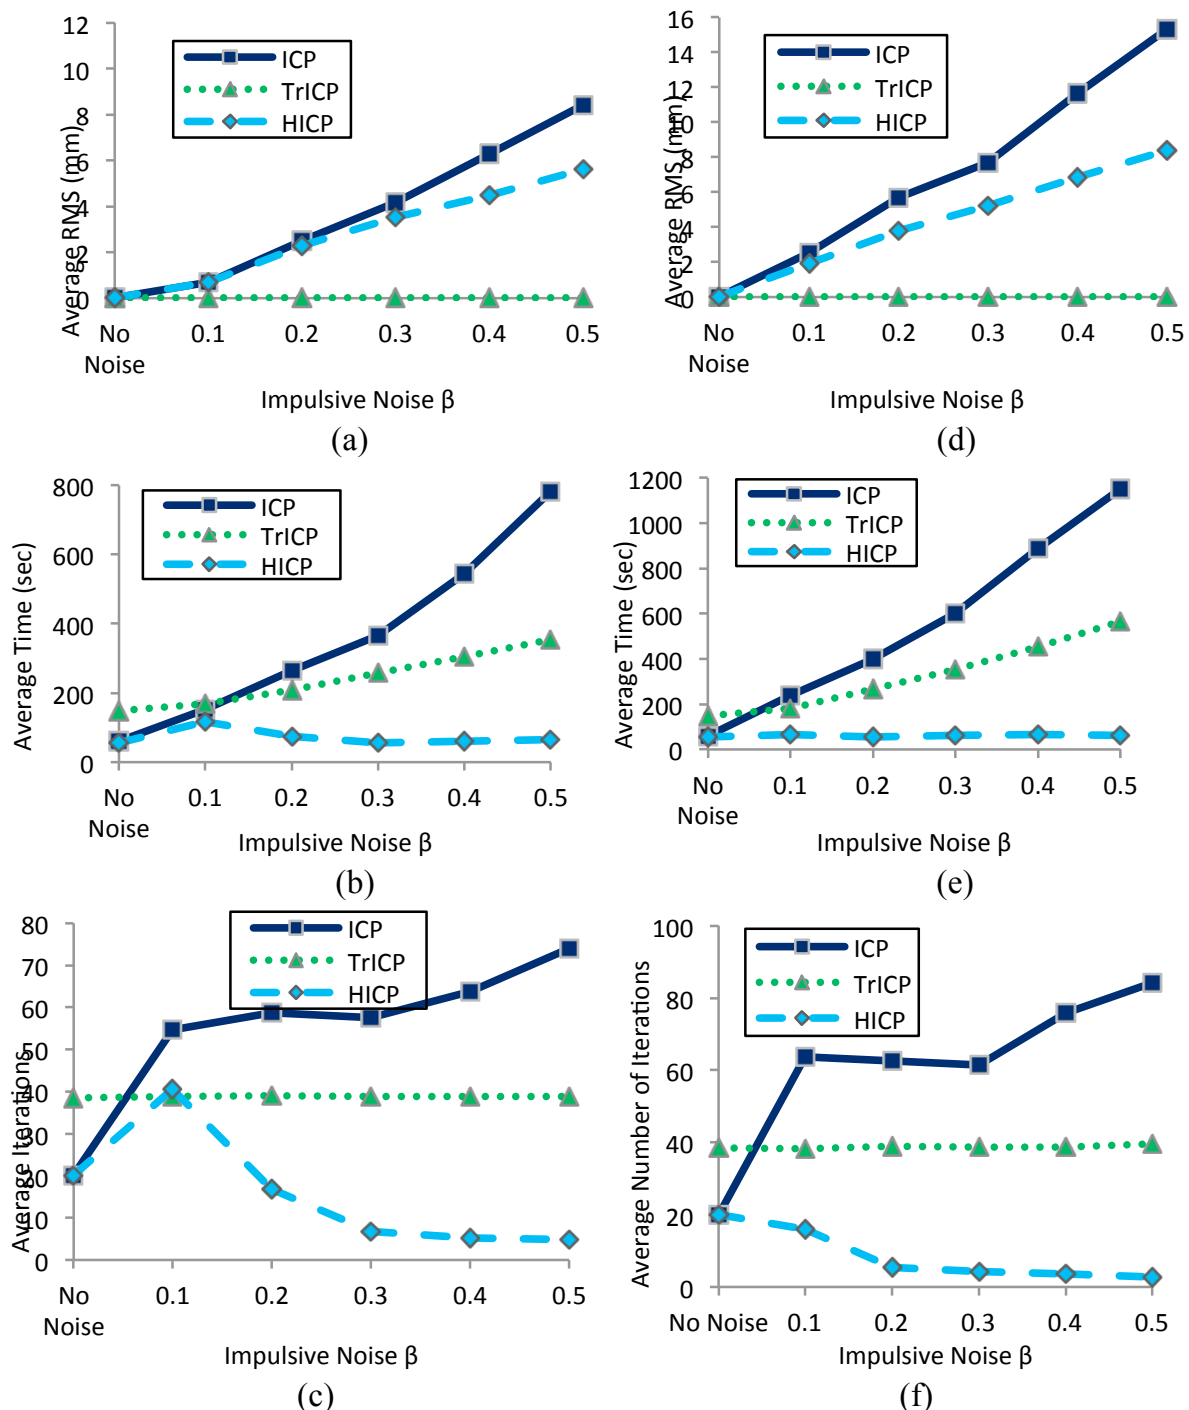 12
10
8
6
4
2
0
Average RMS (mm)
ICP
TrICP
HICP
No Noise
0.1
0.2
0.3
0.4
0.5
Impulsive Noise β
(a)
16
14
12
10
8
6
4
2
0
Average RMS (mm)
ICP
TrICP
HICP
No
Noise
0.1
0.2
0.3
0.4
0.5
Impulsive Noise β
(d)
800
600
400
200
0
Average Time (sec)
ICP
TrICP
HICP
No
Noise
0.1
0.2
0.3
0.4
0.5
Impulsive Noise β
(b)
1200
1000
800
600
400
200
0
Average Time (sec)
ICP
TrICP
HICP
No
Noise
0.1
0.2
0.3
0.4
0.5
Impulsive Noise β
(e)
80
70
60
50
40
30
20
10
0
Average Iterations
ICP
TrICP
HICP
No
Noise
0.1
0.2
0.3
0.4
0.5
Impulsive Noise β
(c)
100
80
60
40
20
0
Average Number of Iterations
ICP
TrICP
HICP
No Noise
0.1
0.2
0.3
0.4
0.5
Impulsive Noise β
(f)